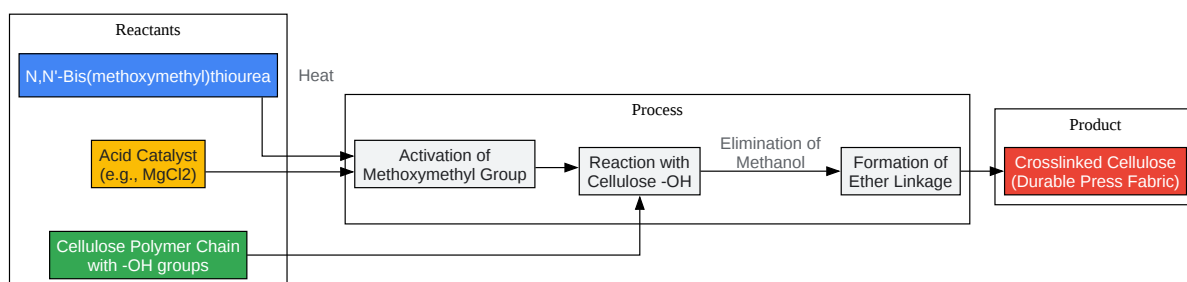 Reactants
N,N'-Bis(methoxymethyl)thiourea
Heat
Acid Catalyst
(e.g., MgCl2)
Cellulose Polymer Chain
with -OH groups
Process
Activation of
Methoxymethyl Group
Reaction with
Cellulose -OH
Elimination of
Methanol
Formation of
Ether Linkage
Product
Crosslinked Cellulose
(Durable Press Fabric)